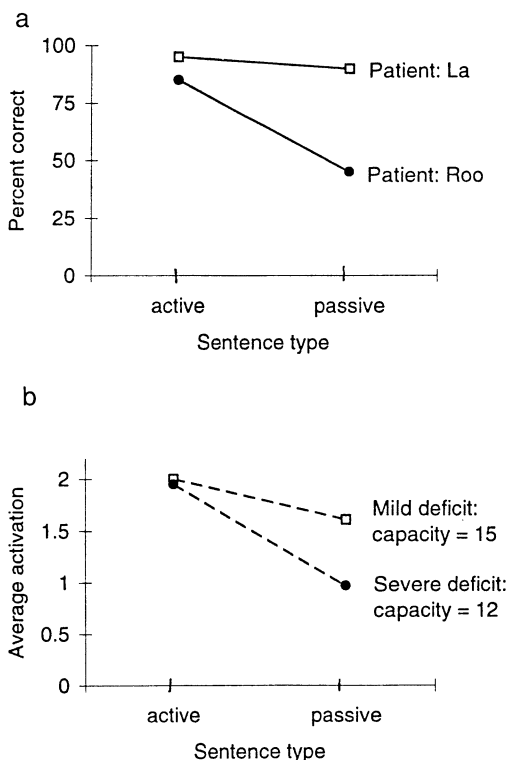 a
100
75
50
25
0
Percent correct
Patient: La
Patient: Roo
active
passive
Sentence type
b
2
1.5
1
0.5
0
Average activation
Mild deficit:
capacity = 15
Severe deficit:
capacity = 12
active
passive
Sentence type